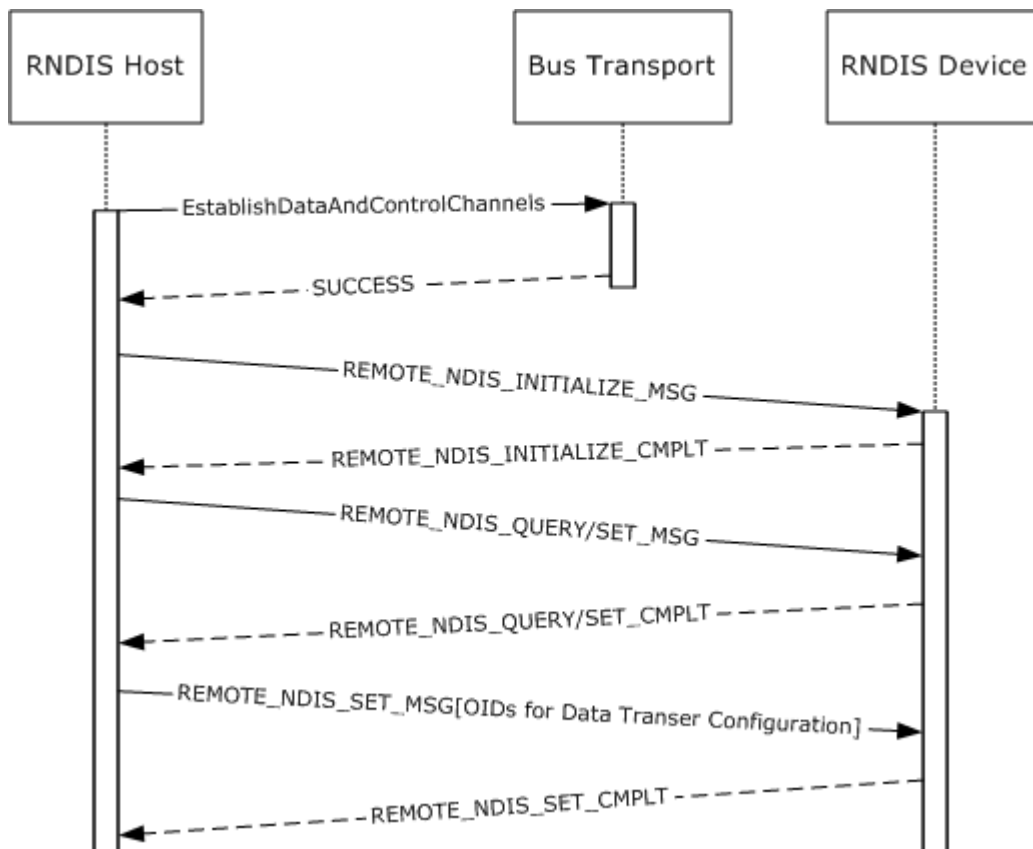 RNDIS Host
Bus Transport
RNDIS Device
EstablishDataAndControlChannels
SUCCESS
REMOTE_NDIS_INITIALIZE_MSG
REMOTE_NDIS_INITIALIZE_CMPLT
REMOTE_NDIS_QUERY/SET_MSG
REMOTE_NDIS_QUERY/SET_CMPLT
REMOTE_NDIS_SET_MSG[OIDs for Data Transer Configuration]
REMOTE_NDIS_SET_CMPLT